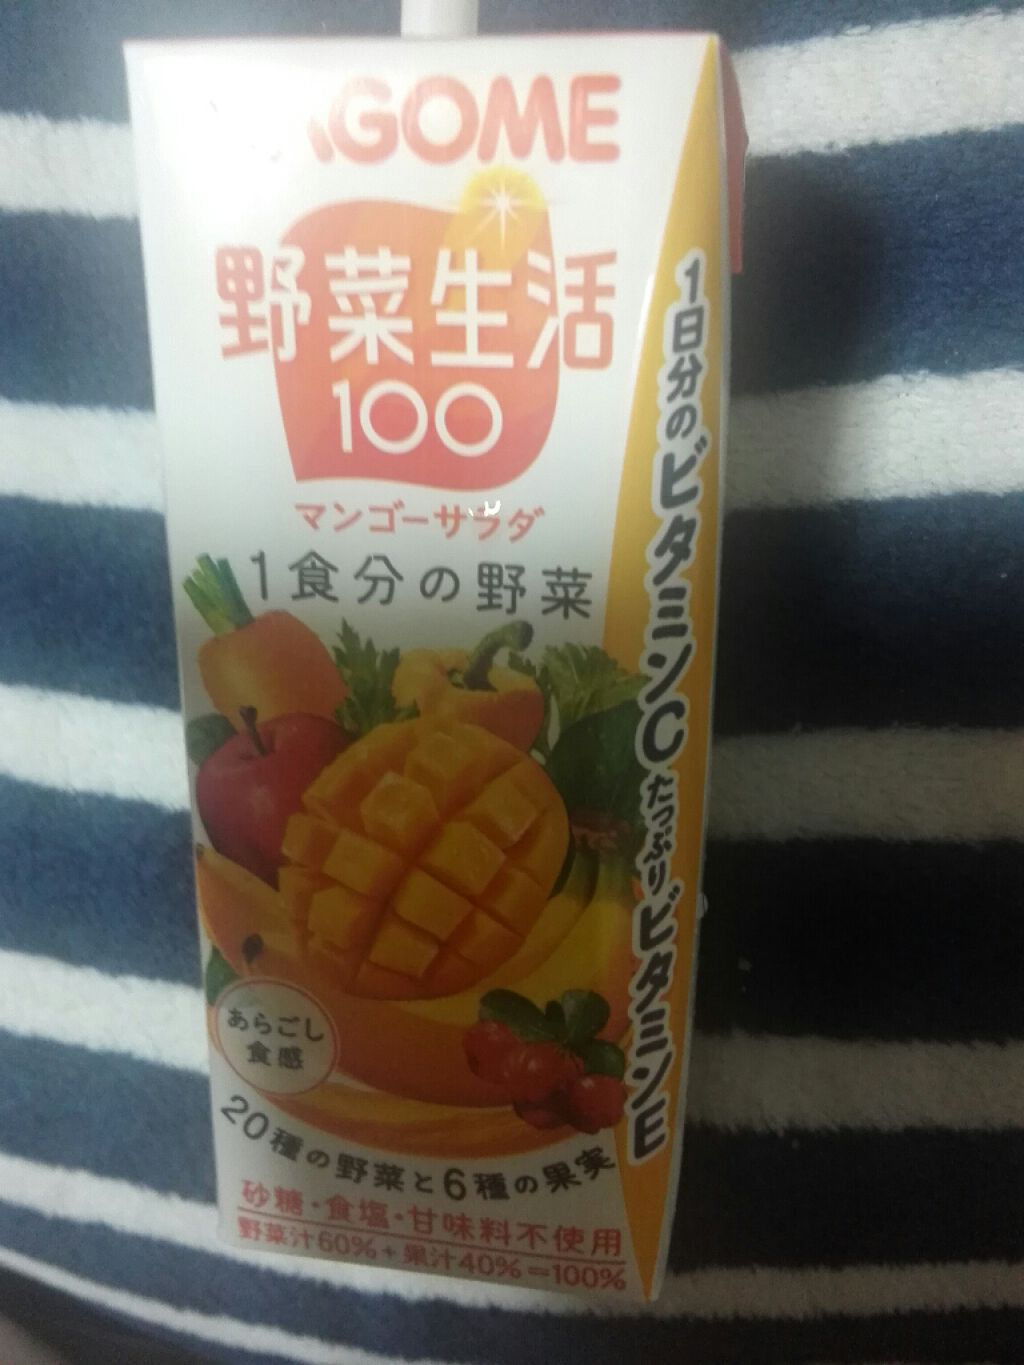 KAGOME
野菜生活
100
マンゴーサラダ
1食分の野菜
1日分のビタミンCたっぷりビタミンE
あらごし
食感
20種の野菜と6種の果実
砂糖・食塩・甘味料不使用
野菜汁60%+果汁40%=100%